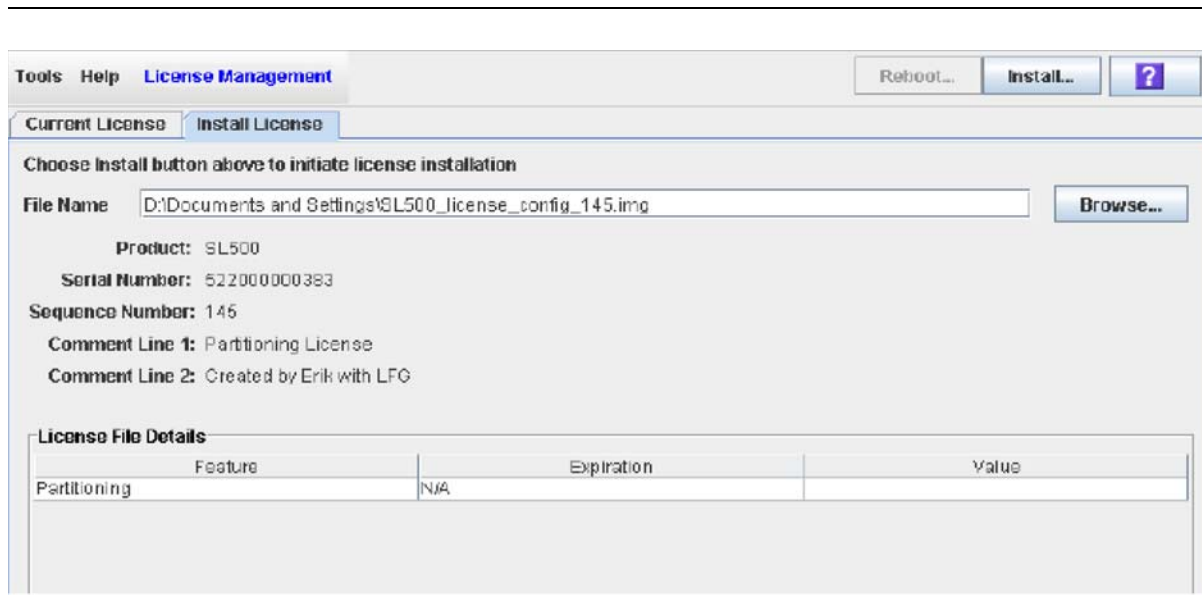 Tools Help License Management Reboot... Install... ?
Current License Install License
Choose Install button above to initiate license installation
File Name D:\Documents and Settings\SL500_license_config_145.img Browse...
Product: SL500
Serial Number: 522000000383
Sequence Number: 145
Comment Line 1: Partitioning License
Comment Line 2: Created by Erik with LFG
License File Details
Feature Expiration Value
Partitioning N/A